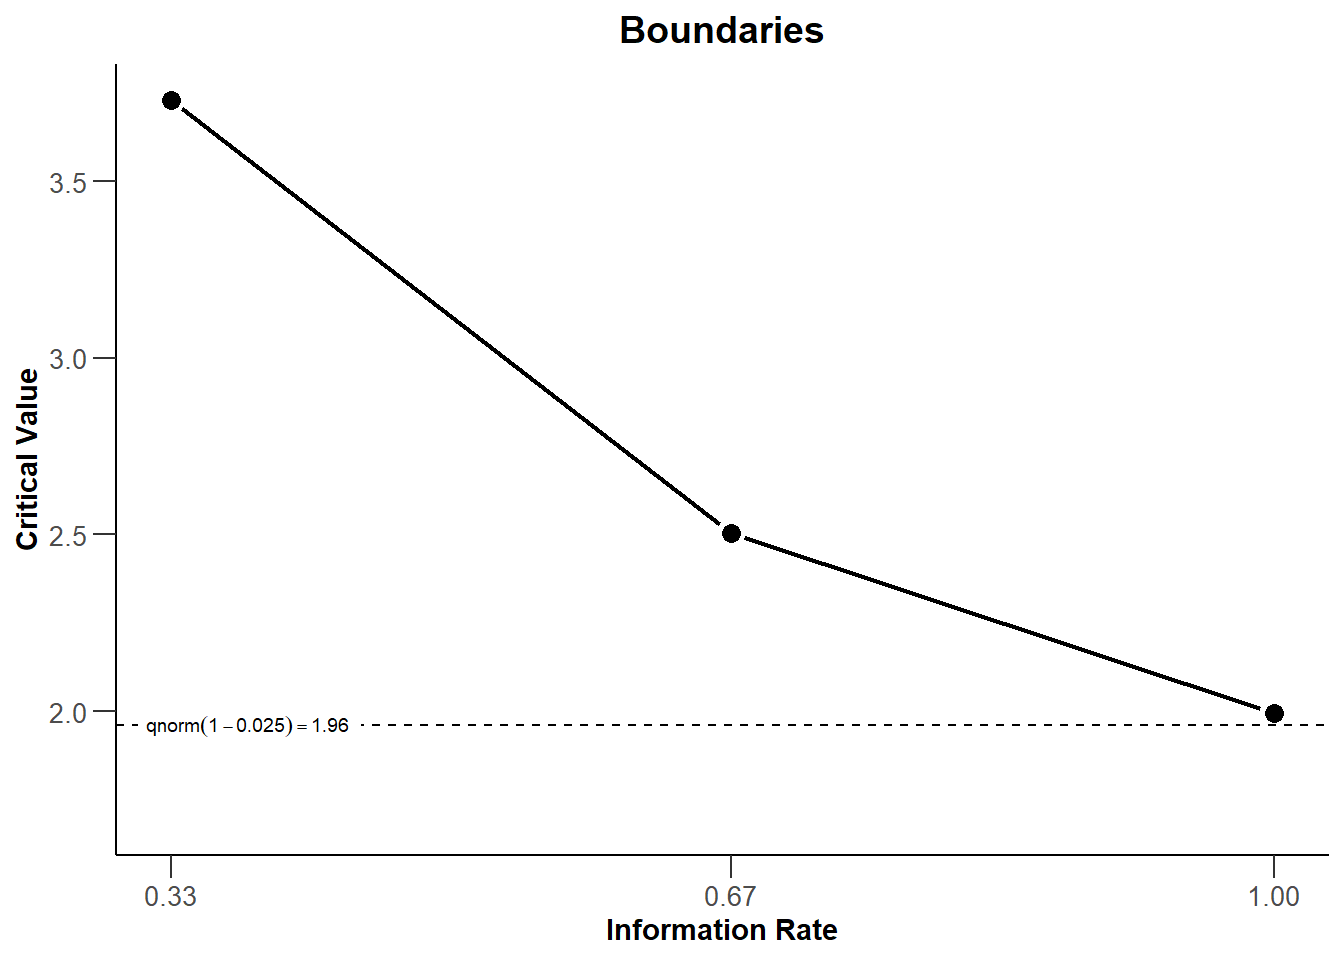 Boundaries
Critical Value
3.5
3.0
2.5
2.0
qnorm(1 − 0.025) = 1.96
0.33
0.67
1.00
Information Rate